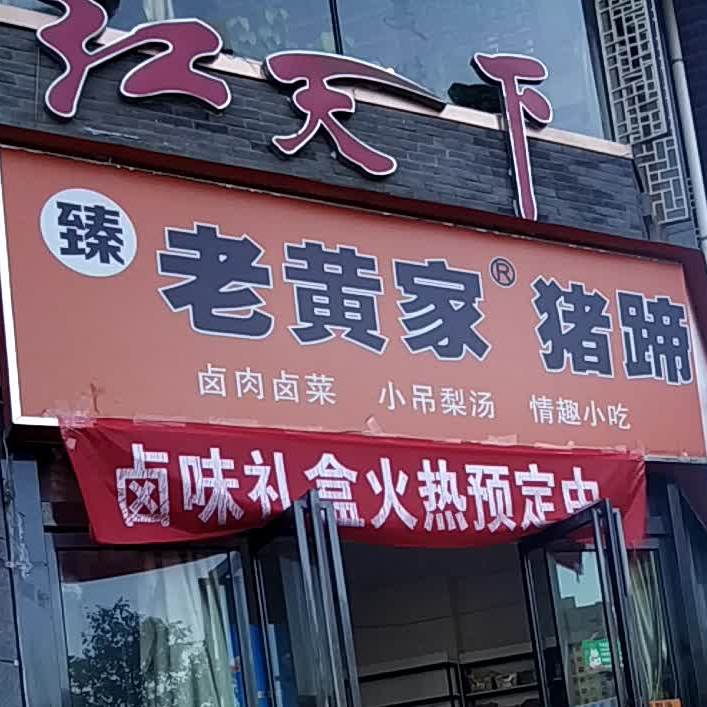 红天下
臻 老黄家® 猪蹄
卤肉卤菜 小吊梨汤 情趣小吃
卤味礼盒火热预定中